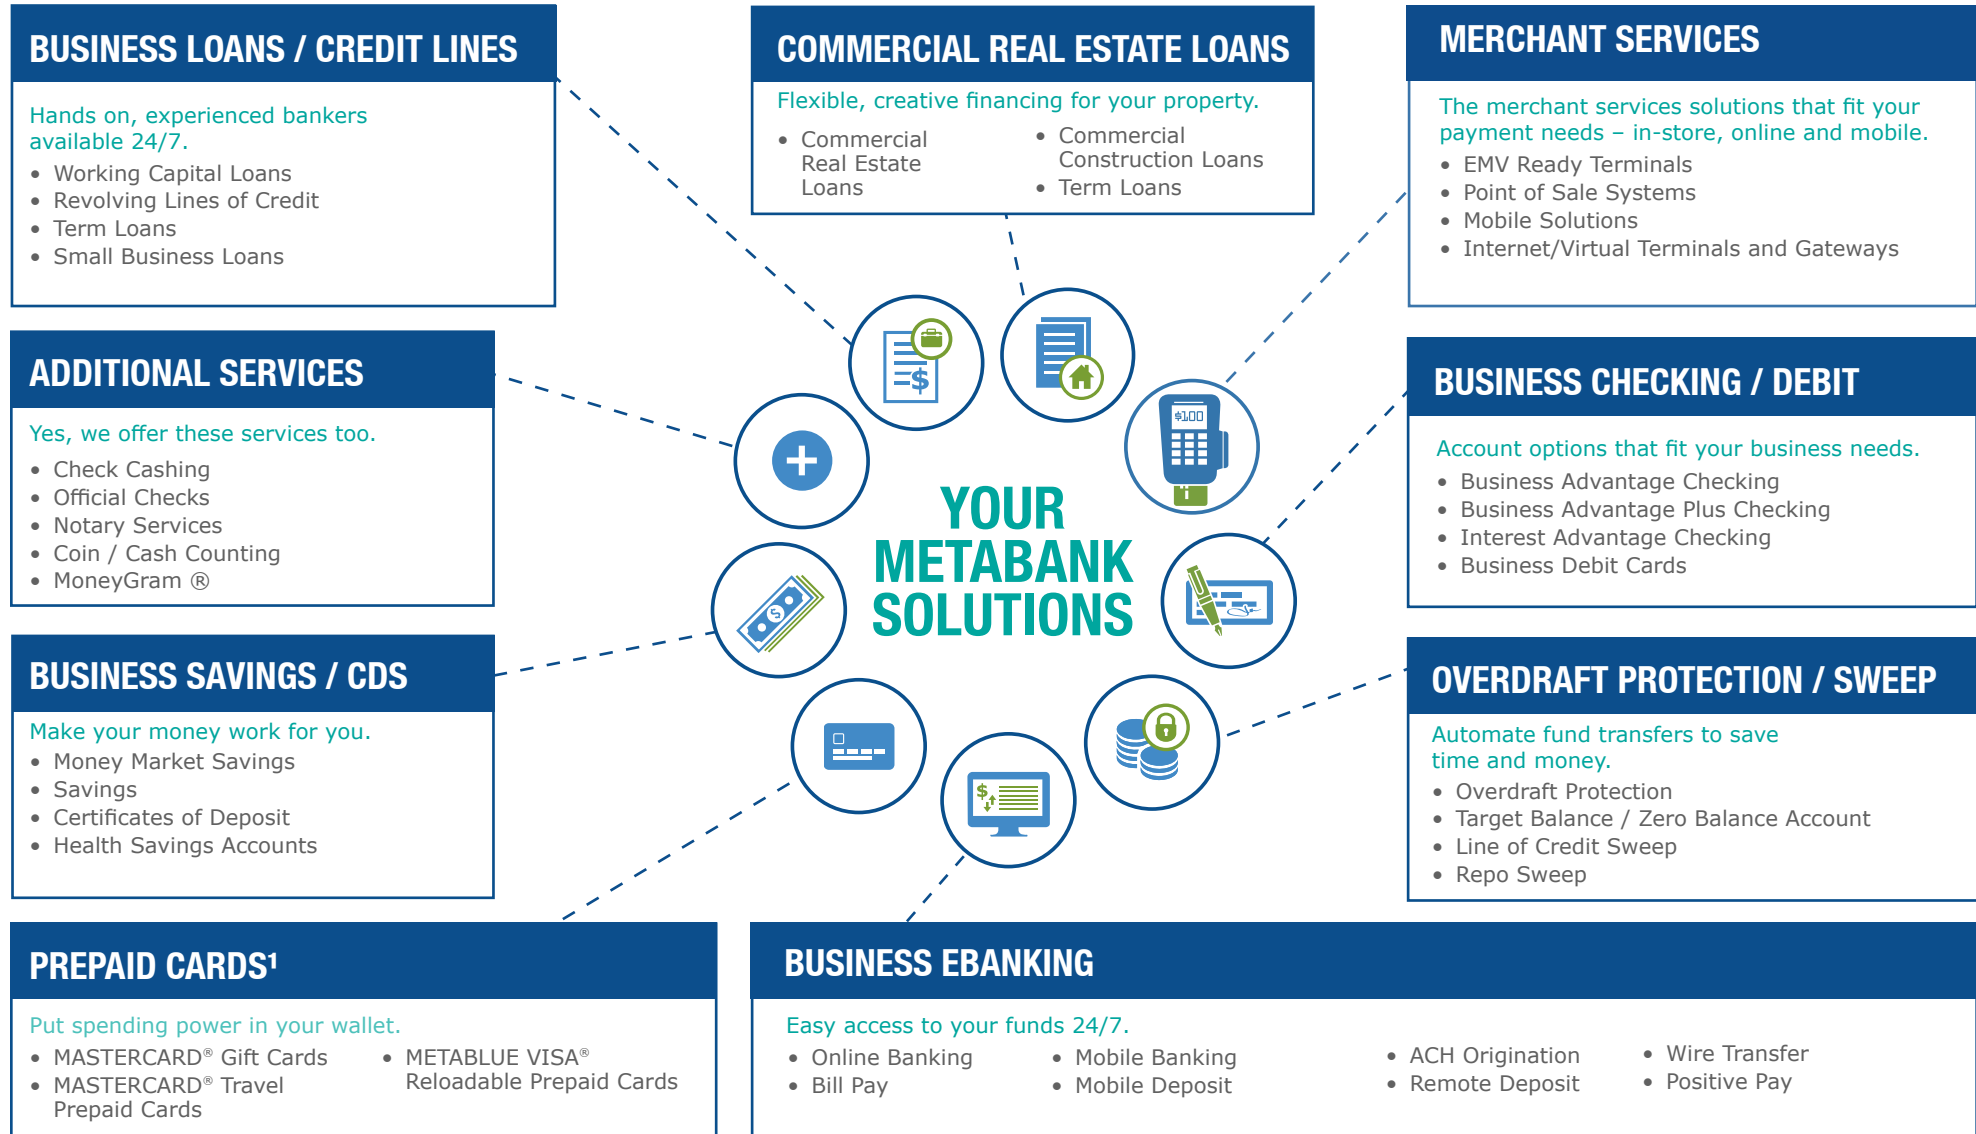 BUSINESS LOANS / CREDIT LINES
Hands on, experienced bankers
available 24/7.
• Working Capital Loans
• Revolving Lines of Credit
• Term Loans
• Small Business Loans
COMMERCIAL REAL ESTATE LOANS
Flexible, creative financing for your property.
• Commercial
Real Estate
Loans
• Commercial
Construction Loans
• Term Loans
MERCHANT SERVICES
The merchant services solutions that fit your
payment needs – in-store, online and mobile.
• EMV Ready Terminals
• Point of Sale Systems
• Mobile Solutions
• Internet/Virtual Terminals and Gateways
ADDITIONAL SERVICES
Yes, we offer these services too.
• Check Cashing
• Official Checks
• Notary Services
• Coin / Cash Counting
• MoneyGram ®
$
$100
YOUR
METABANK
SOLUTIONS
$
$
BUSINESS CHECKING / DEBIT
Account options that fit your business needs.
• Business Advantage Checking
• Business Advantage Plus Checking
• Interest Advantage Checking
• Business Debit Cards
BUSINESS SAVINGS / CDS
Make your money work for you.
• Money Market Savings
• Savings
• Certificates of Deposit
• Health Savings Accounts
OVERDRAFT PROTECTION / SWEEP
Automate fund transfers to save
time and money.
• Overdraft Protection
• Target Balance / Zero Balance Account
• Line of Credit Sweep
• Repo Sweep
PREPAID CARDS¹
Put spending power in your wallet.
• MASTERCARD® Gift Cards
• MASTERCARD® Travel
Prepaid Cards
• METABLUE VISA®
Reloadable Prepaid Cards
BUSINESS EBANKING
Easy access to your funds 24/7.
• Online Banking
• Bill Pay
• Mobile Banking
• Mobile Deposit
• ACH Origination
• Remote Deposit
• Wire Transfer
• Positive Pay